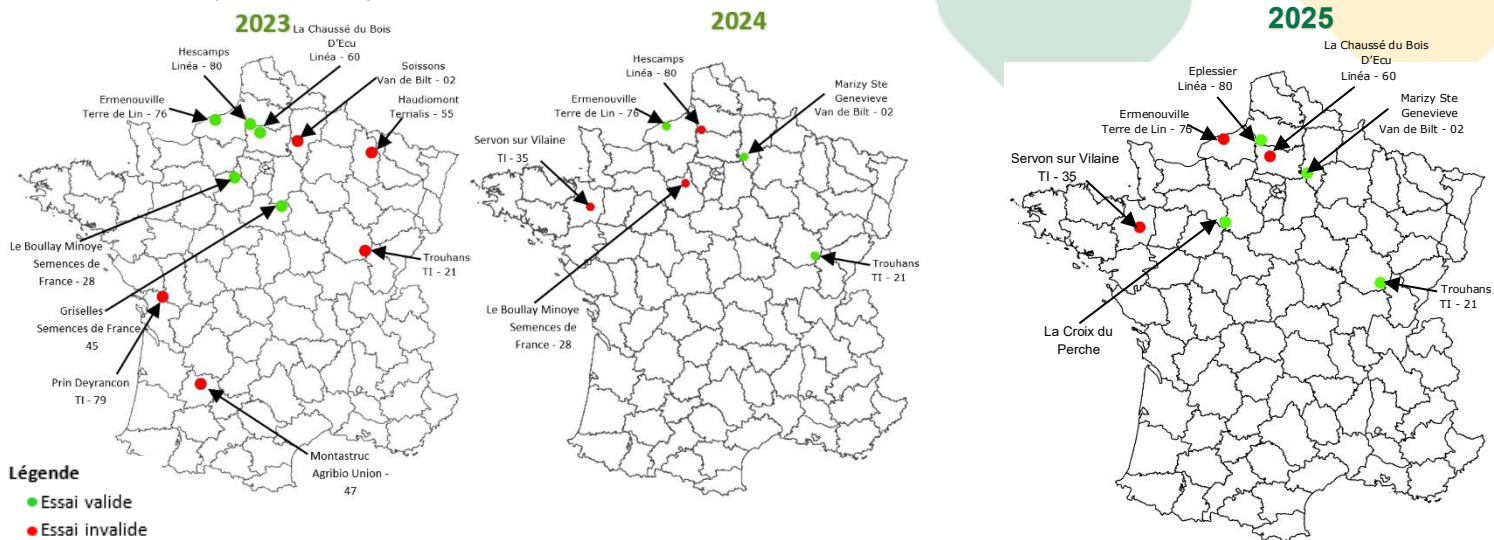 2023
La Chaussé du Bois
D'Ecu
Linéa - 60
Hescamps
Linéa - 80
Soissons
Van de Bilt - 02
Ermenouville
Terre de Lin - 76
Haudiomont
Terrialis - 55
Le Boullay Minoye
Semences de
France - 28
Trouhans
TI - 21
Griselles
Semences de France
45
Prin Deyrancon
TI - 79
Montastruc
Agribio Union -
47
Légende
Essai valide
Essai invalide
2024
Hescamps
Linéa - 80
Ermenouville
Terre de Lin - 76
Marizy Ste
Genevieve
Van de Bilt - 02
Servon sur Vilaine
TI - 35
Trouhans
TI - 21
Le Boullay Minoye
Semences de
France - 28
2025
La Chaussé du Bois
D'Ecu
Linéa - 60
Eplessier
Linéa - 80
Marizy Ste
Genevieve
Van de Bilt - 02
Ermenouville
Terre de Lin - 76
Servon sur Vilaine
TI - 35
Trouhans
TI - 21
La Croix du
Perche